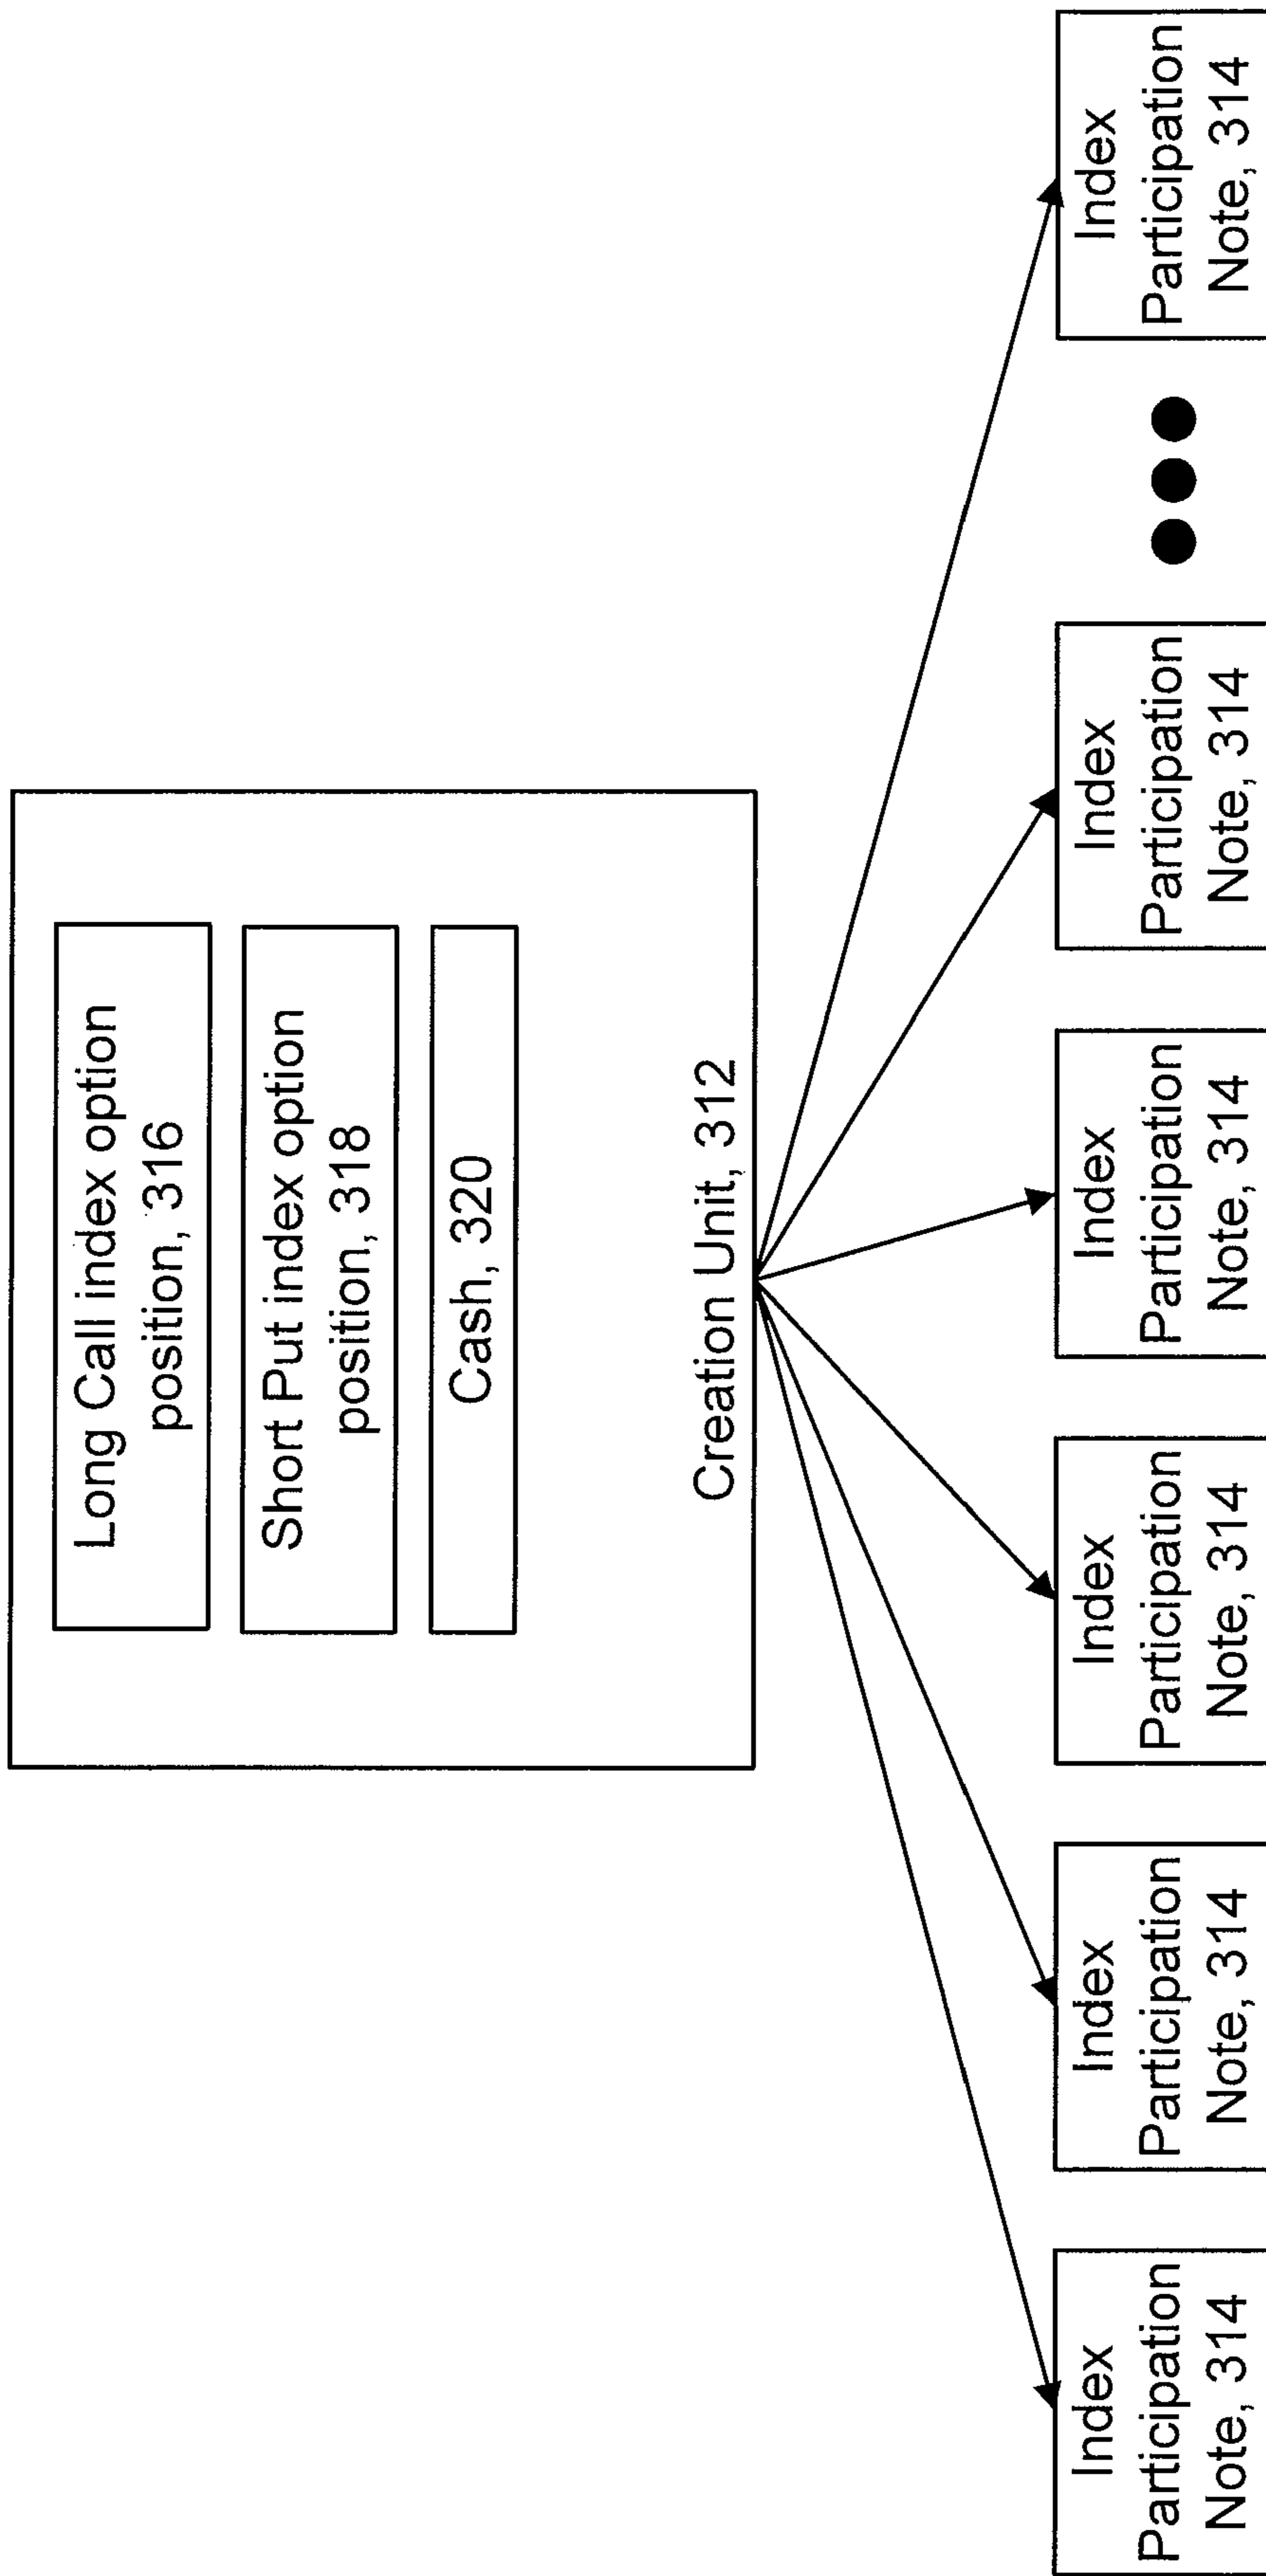 Long Call index option
position, 316
Short Put index option
position, 318
Cash, 320
Creation Unit, 312
Index
Participation
Note, 314
Index
Participation
Note, 314
Index
Participation
Note, 314
Index
Participation
Note, 314
Index
Participation
Note, 314
Index
Participation
Note, 314